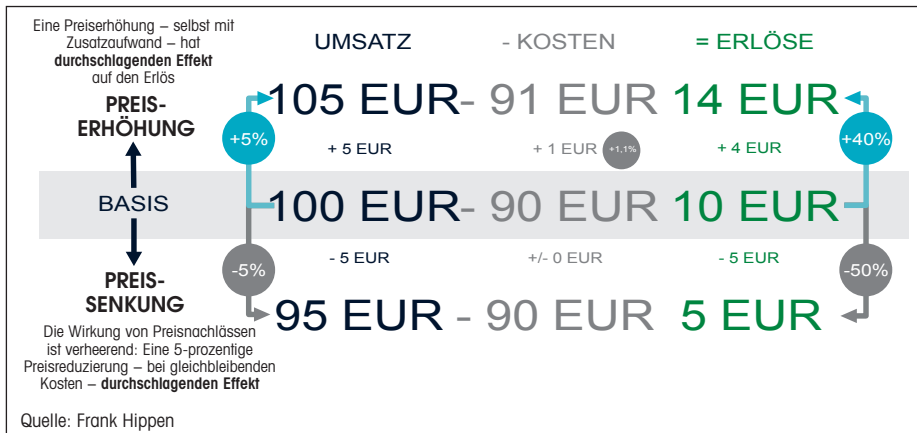 Eine Preiserhöhung – selbst mit
Zusatzaufwand – hat
durchschlagenden Effekt
auf den Erlös
UMSATZ - KOSTEN = ERLÖSE
PREIS-
ERHÖHUNG
105 EUR - 91 EUR 14 EUR
+5% +40%
+ 5 EUR + 1 EUR +1,1% + 4 EUR
BASIS 100 EUR - 90 EUR 10 EUR
- 5 EUR +/- 0 EUR - 5 EUR
-5% -50%
PREIS-
SENKUNG
95 EUR - 90 EUR 5 EUR
Die Wirkung von Preisnachlässen
ist verheerend: Eine 5-prozentige
Preisreduzierung – bei gleichbleibenden
Kosten – durchschlagenden Effekt
Quelle: Frank Hippen